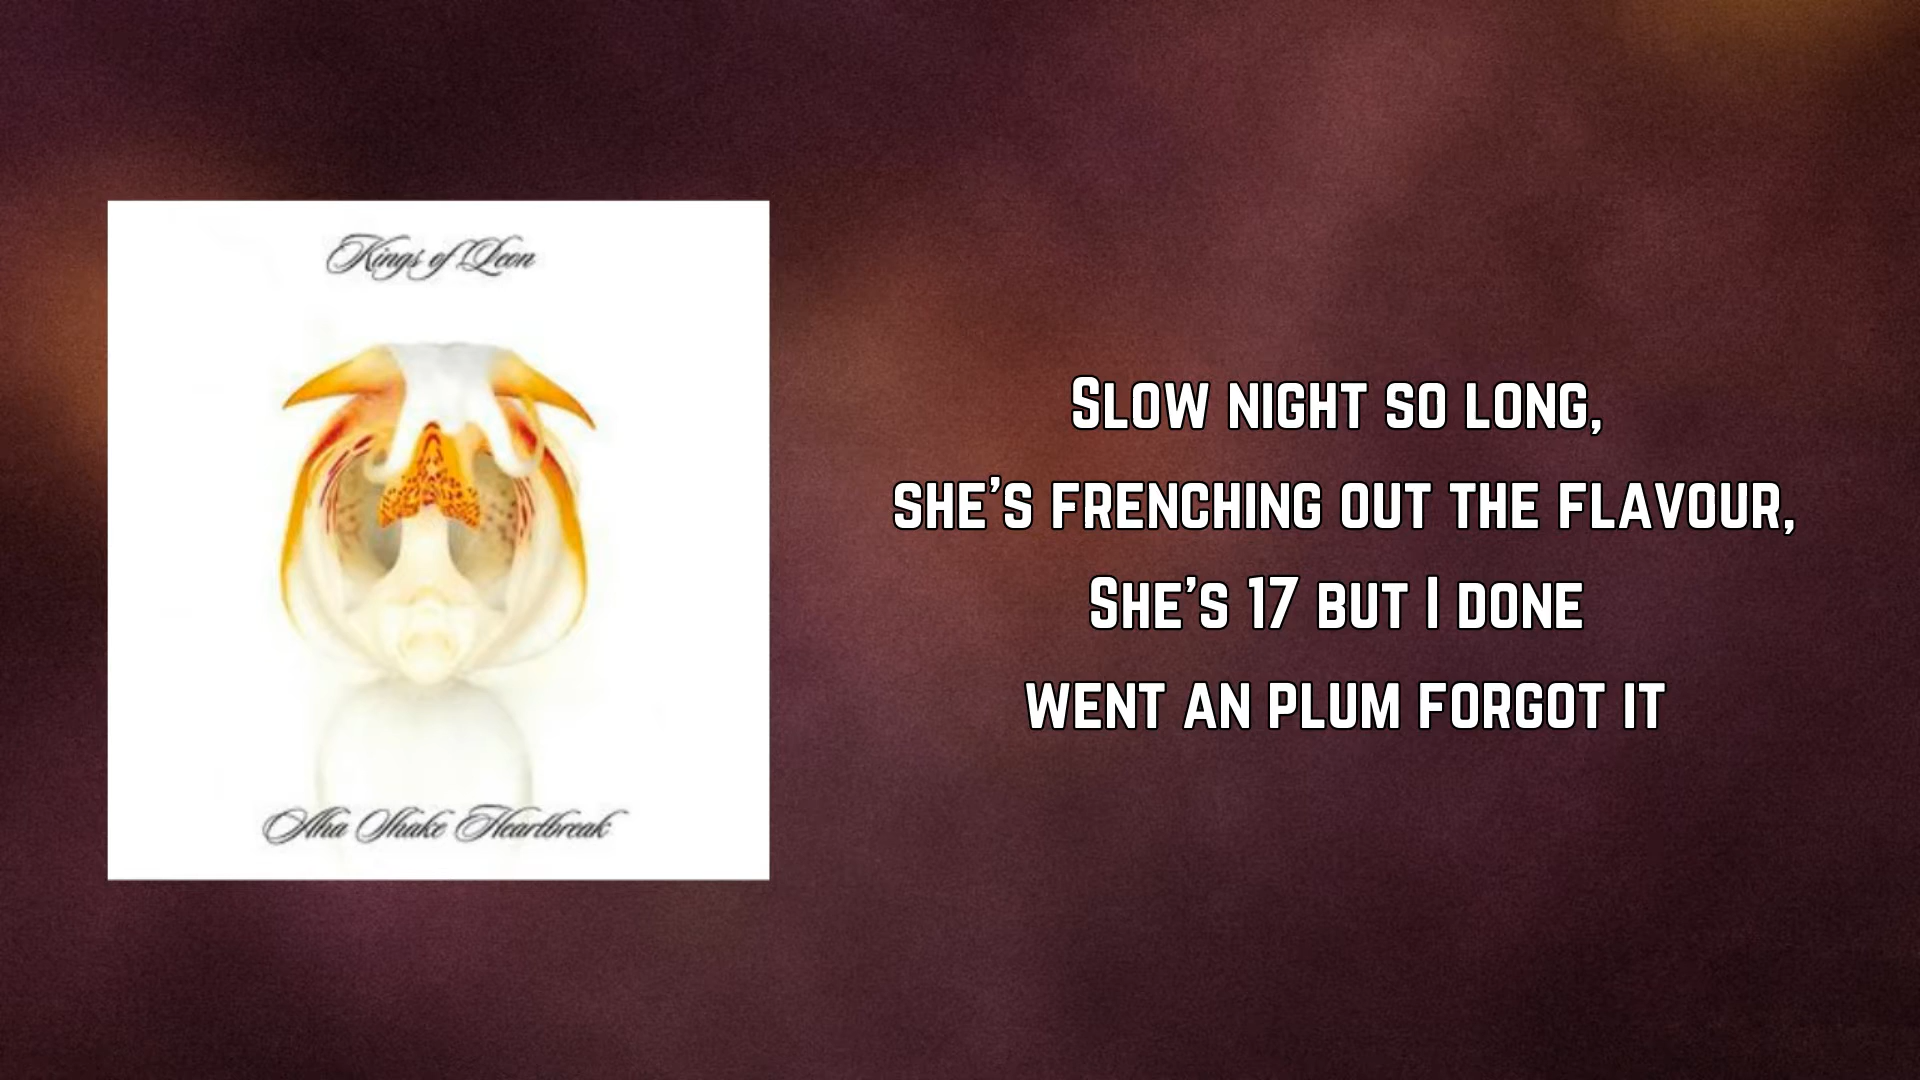 Kings of Leon
Aha Shake Heartbreak
Slow night so long,
she's frenching out the flavour,
She's 17 but I done
went an plum forgot it